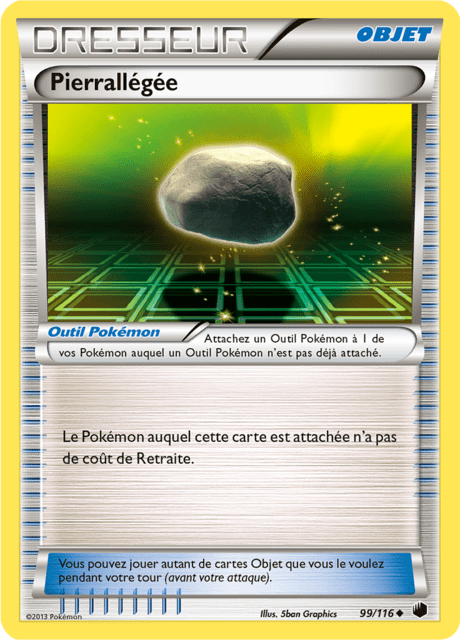 DRESSEUR
OBJET
Pierrallégée
Outil Pokémon
Attachez un Outil Pokémon à 1 de
vos Pokémon auquel un Outil Pokémon n'est pas déjà attaché.
Le Pokémon auquel cette carte est attachée n'a pas
de coût de Retraite.
Vous pouvez jouer autant de cartes Objet que vous le voulez
pendant votre tour (avant votre attaque).
©2013 Pokémon
Illus. 5ban Graphics
99/116